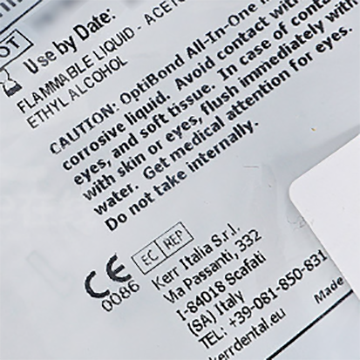 OT
Use by Date:
FLAMMABLE LIQUID - ACETO
ETHYL ALCOHOL
CAUTION: OptiBond All-In-One
corrosive liquid. Avoid contact with
eyes, and soft tissue. In case of contac
with skin or eyes, flush immediately with
water. Get medical attention for eyes.
Do not take internally.
CE
0086
EC REP
Kerr Italia S.r.l.
Via Passanti, 332
I-84018 Scafati
(SA) Italy
TEL: +39-081-850-831
kerrdental.eu
Made